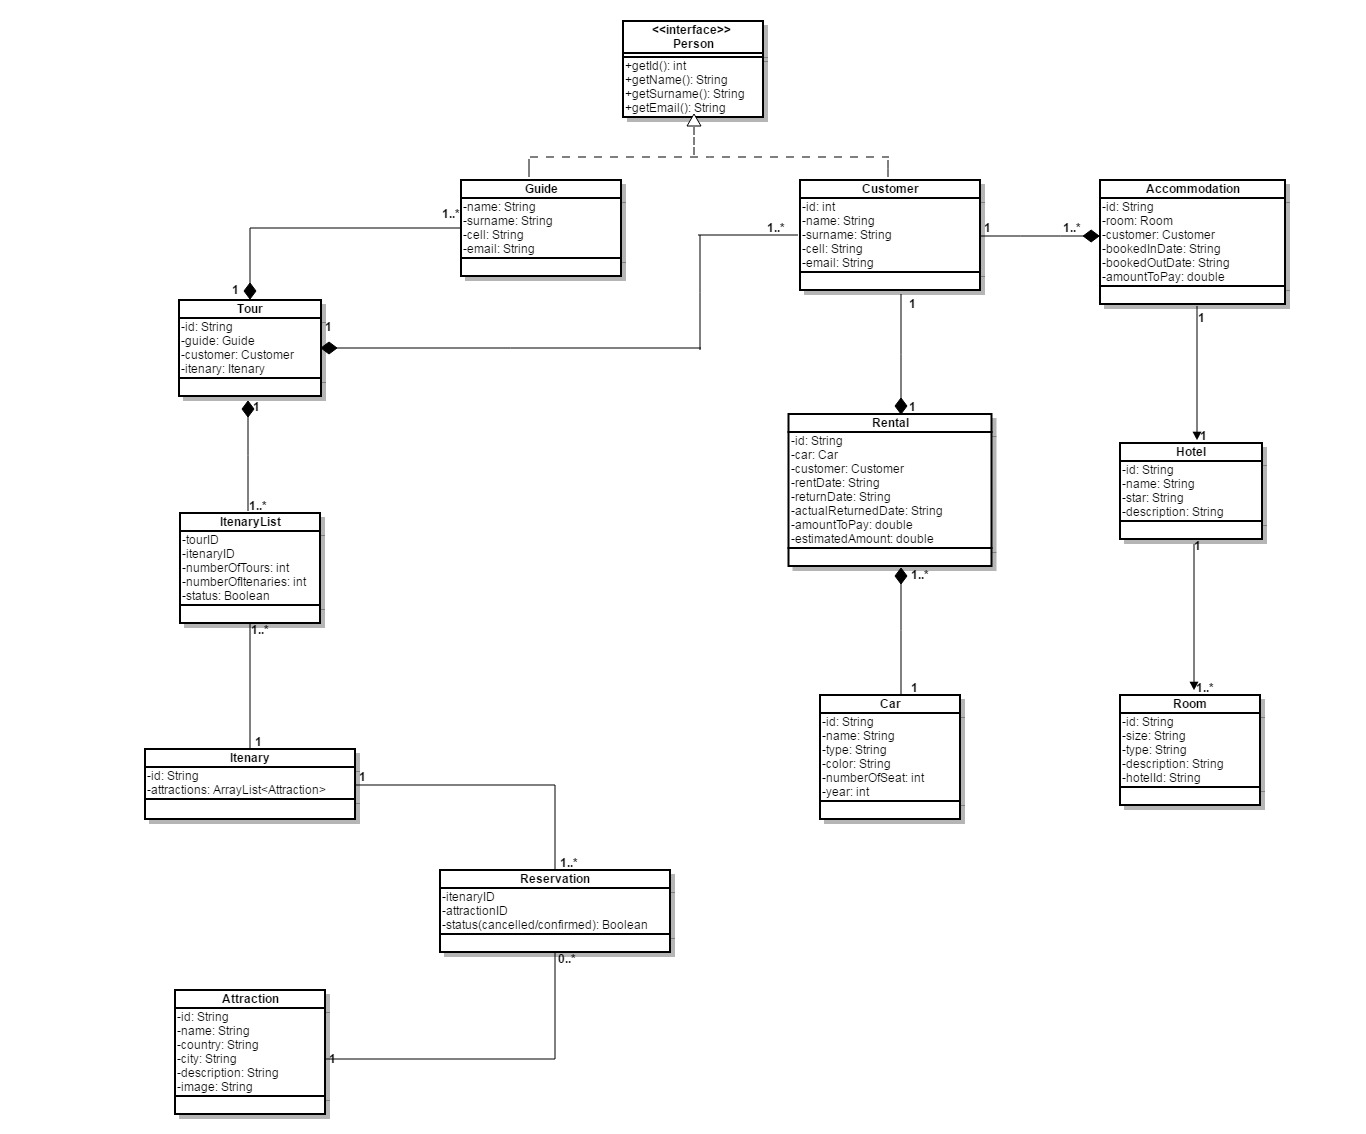 <<interface>>
Person
+getId(): int
+getName(): String
+getSurname(): String
+getEmail(): String
Guide
-name: String
-surname: String
-cell: String
-email: String
1..*
Customer
-id: int
-name: String
-surname: String
-cell: String
-email: String
1..*
1
1..*
Accommodation
-id: String
-room: Room
-customer: Customer
-bookedInDate: String
-bookedOutDate: String
-amountToPay: double
1
Tour
-id: String
-guide: Guide
-customer: Customer
-itenary: Itenary
1
1
1
1
1
Rental
-id: String
-car: Car
-customer: Customer
-rentDate: String
-returnDate: String
-actualReturnedDate: String
-amountToPay: double
-estimatedAmount: double
1
Hotel
-id: String
-name: String
-star: String
-description: String
1..*
ItenaryList
-tourID
-itenaryID
-numberOfTours: int
-numberOfItenaries: int
-status: Boolean
1..*
1..*
1
1
Car
-id: String
-name: String
-type: String
-color: String
-numberOfSeat: int
-year: int
1..*
Room
-id: String
-size: String
-type: String
-description: String
-hotelId: String
1
Itenary
-id: String
-attractions: ArrayList<Attraction>
1
1..*
Reservation
-itenaryID
-attractionID
-status(cancelled/confirmed): Boolean
0..*
Attraction
-id: String
-name: String
-country: String
-city: String
-description: String
-image: String
1